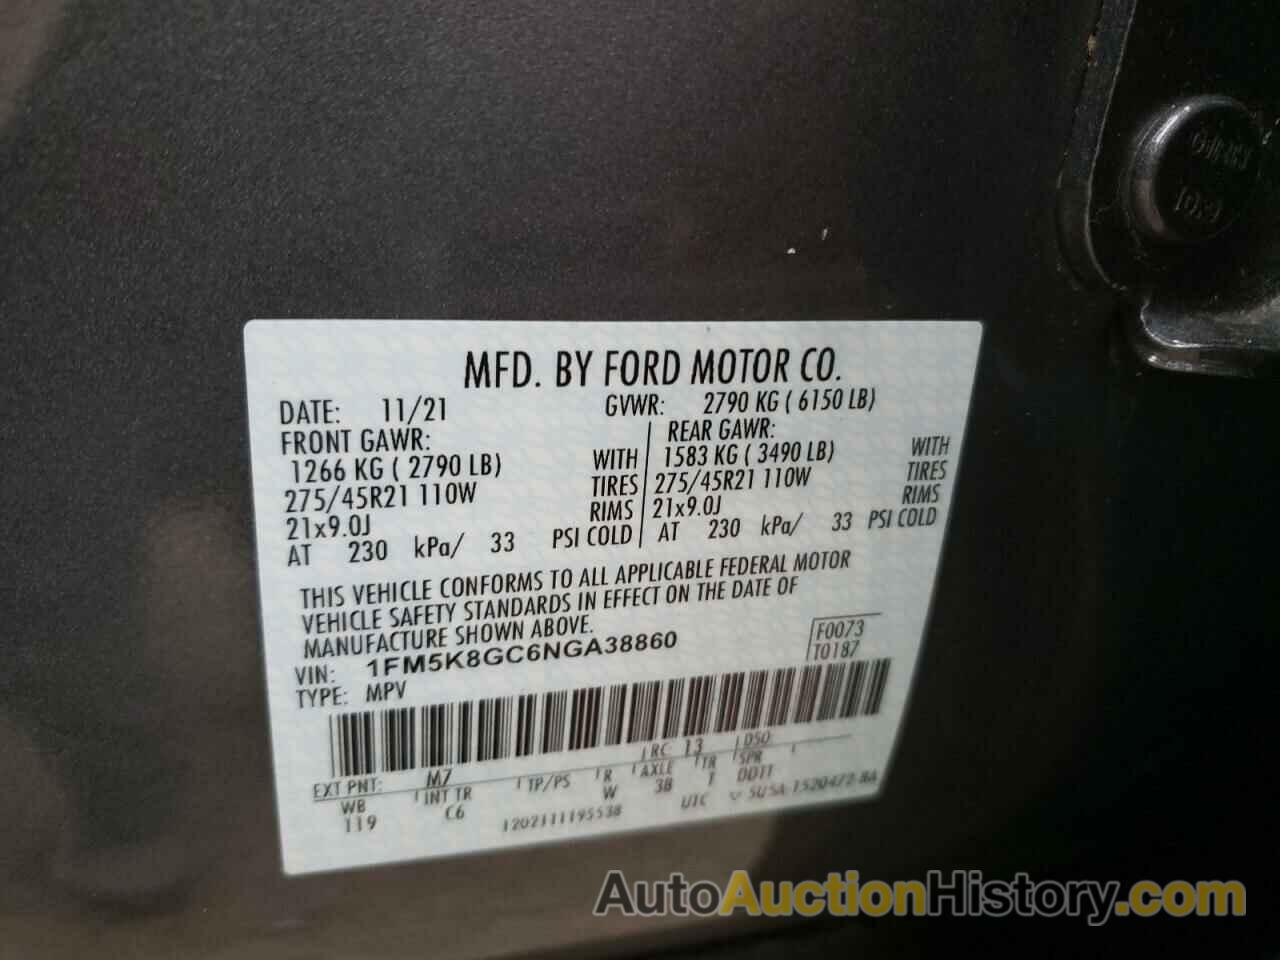 MFD. BY FORD MOTOR CO.
DATE: 11/21 GVWR: 2790 KG ( 6150 LB)
FRONT GAWR: REAR GAWR:
1266 KG ( 2790 LB) WITH 1583 KG ( 3490 LB) WITH
275/45R21 110W TIRES 275/45R21 110W TIRES
21x9.0J RIMS 21x9.0J RIMS
AT 230 kPa/ 33 PSI COLD AT 230 kPa/ 33 PSI COLD
THIS VEHICLE CONFORMS TO ALL APPLICABLE FEDERAL MOTOR
VEHICLE SAFETY STANDARDS IN EFFECT ON THE DATE OF
MANUFACTURE SHOWN ABOVE.
VIN: 1FM5K8GC6NGA38860 F0073
TYPE: MPV T0187
EXT PNT: M7 RC: 13 DSO:
WB INT TR TP/PS R AXLE TR SPR
119 C6 W 38 T DDTT
1202111195538 UTC
AutoAuctionHistory.com